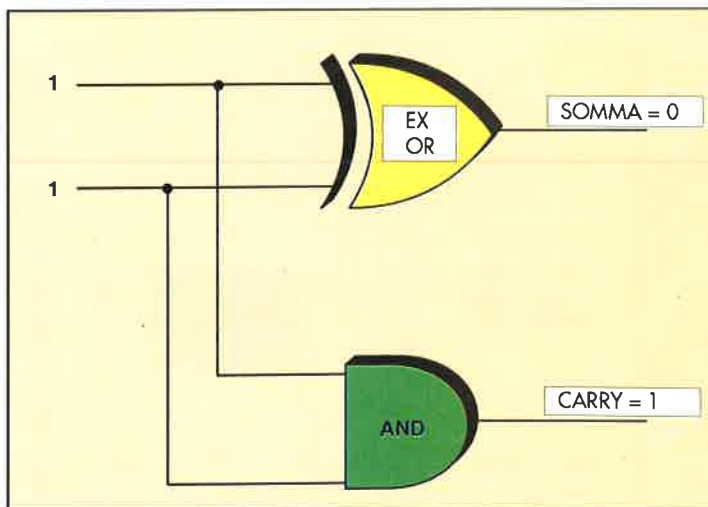 1
EX
OR
SOMMA = 0
1
AND
CARRY = 1